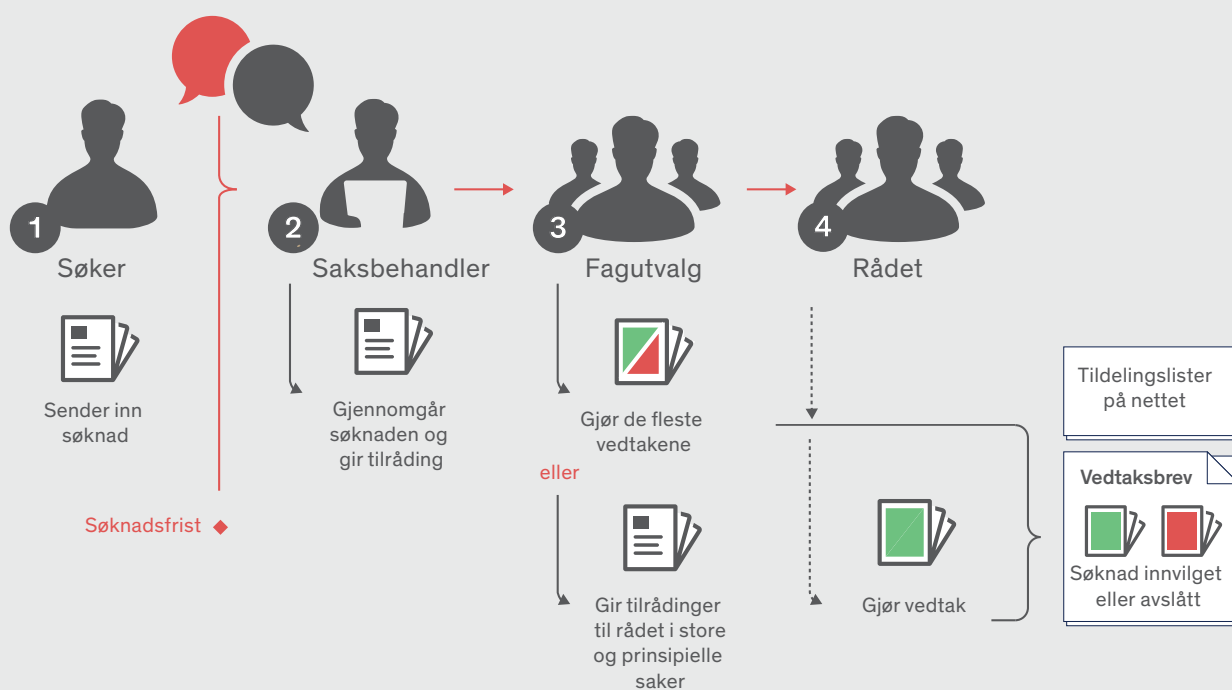 1
Søker
Sender inn
søknad
Søknadsfrist
2
Saksbehandler
Gjennomgår
søknaden og
gir tilråding
3
Fagutvalg
Gjør de fleste
vedtakene
eller
Gir tilrådinger
til rådet i store
og prinsipielle
saker
4
Rådet
Gjør vedtak
Tildelingslister
på nettet
Vedtaksbrev
Søknad innvilget
eller avslått